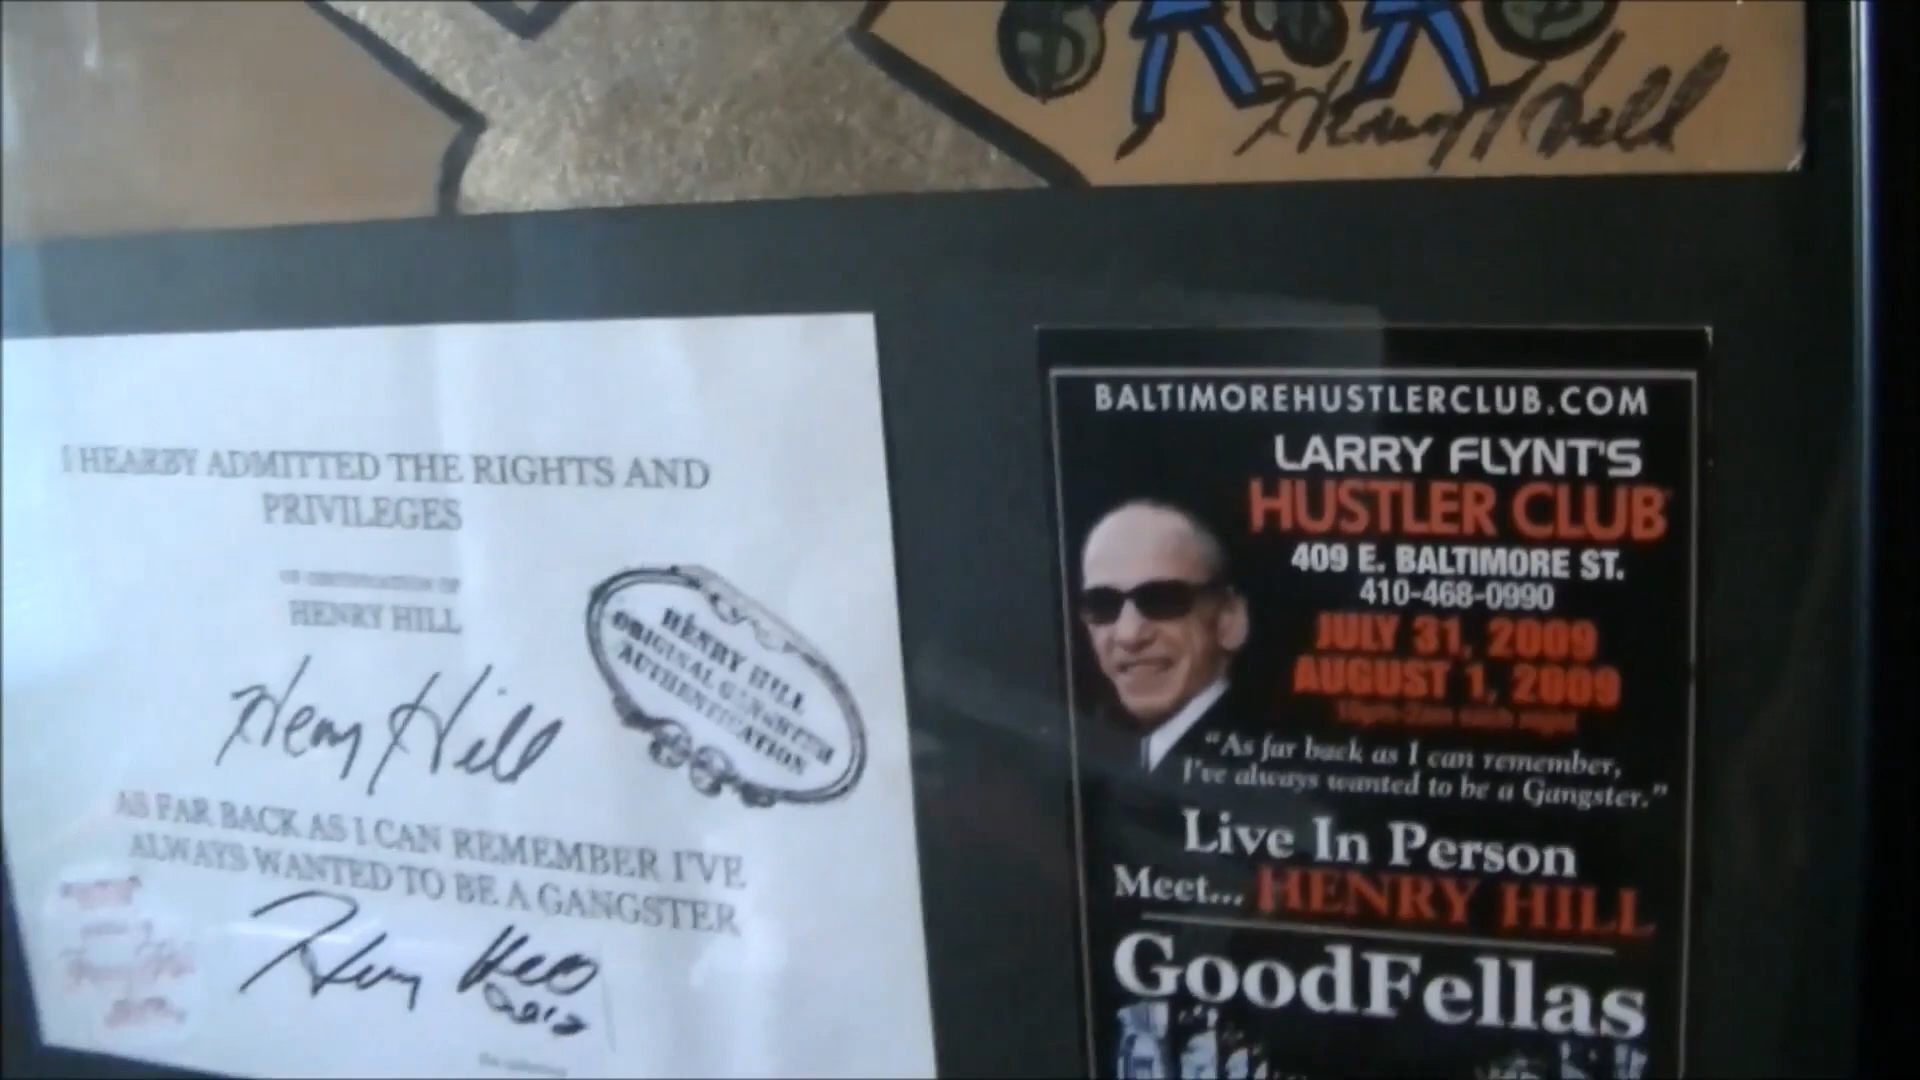 Henry Hill
I HEARBY ADMITTED THE RIGHTS AND
PRIVILEGES
OF
HENRY HILL
Henry Hill
HENRY HILL
ORIGINAL GANGSTER
AUTHENTICATION
AS FAR BACK AS I CAN REMEMBER I'VE
ALWAYS WANTED TO BE A GANGSTER
Henry Hill
BALTIMOREHUSTLERCLUB.COM
LARRY FLYNT'S
HUSTLER CLUB
409 E. BALTIMORE ST.
410-468-0990
JULY 31, 2009
AUGUST 1, 2009
"As far back as I can remember,
I've always wanted to be a Gangster."
Live In Person
Meet... HENRY HILL
GoodFellas